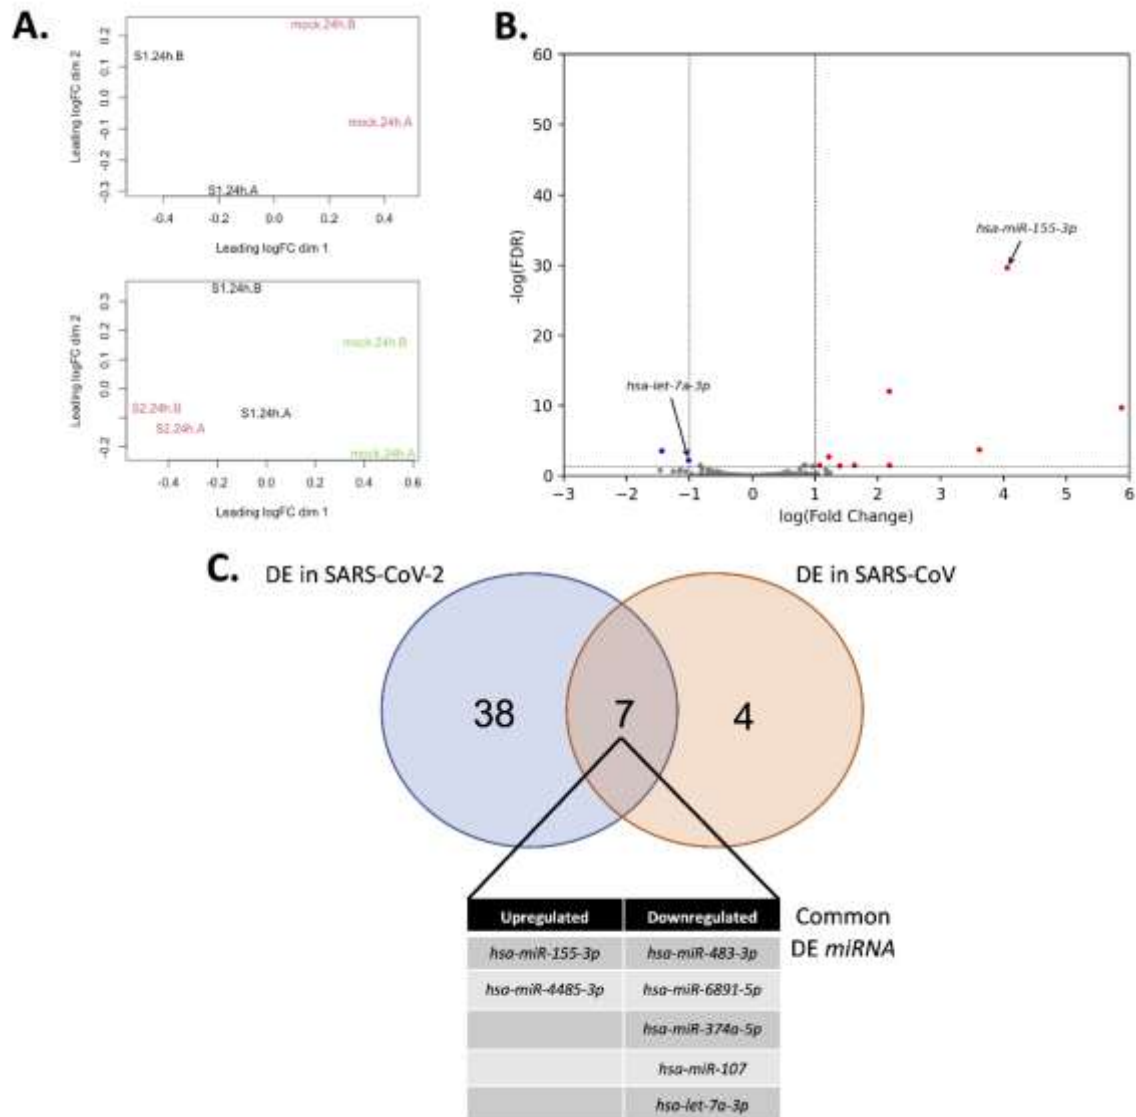 A.
mock.24h.B
S1.24h.B
mock.24h.A
S1.24h.A
Leading logFC dim 2
0.2
0.1
0.0
-0.1
-0.2
-0.3
-0.4
-0.2
0.0
0.2
0.4
Leading logFC dim 1
S1.24h.B
mock.24h.B
S2.24h.B
S1.24h.A
S2.24h.A
mock.24h.A
Leading logFC dim 2
0.3
0.2
0.1
0.0
-0.2
-0.6
-0.4
-0.2
0.0
0.2
0.4
0.6
Leading logFC dim 1
B.
60
50
40
30
20
10
0
-log(FDR)
hsa-miR-155-3p
hsa-let-7a-3p
−3
−2
−1
0
1
2
3
4
5
6
log(Fold Change)
C.
DE in SARS-CoV-2
DE in SARS-CoV
38
7
4
Upregulated Downregulated
hsa-miR-155-3p hsa-miR-483-3p
hsa-miR-4485-3p hsa-miR-6891-5p
hsa-miR-374a-5p
hsa-miR-107
hsa-let-7a-3p
Common
DE miRNA